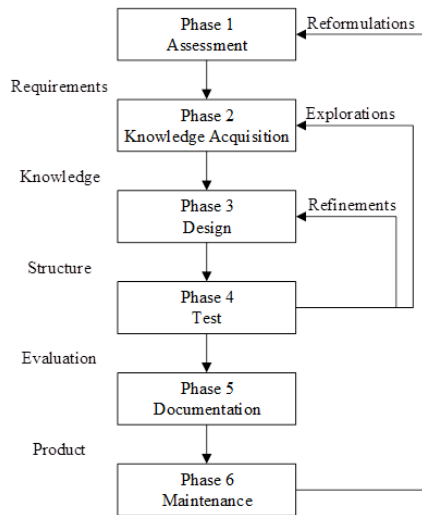 Phase 1
Assessment
Reformulations
Requirements
Phase 2
Knowledge Acquisition
Explorations
Knowledge
Phase 3
Design
Refinements
Structure
Phase 4
Test
Evaluation
Phase 5
Documentation
Product
Phase 6
Maintenance